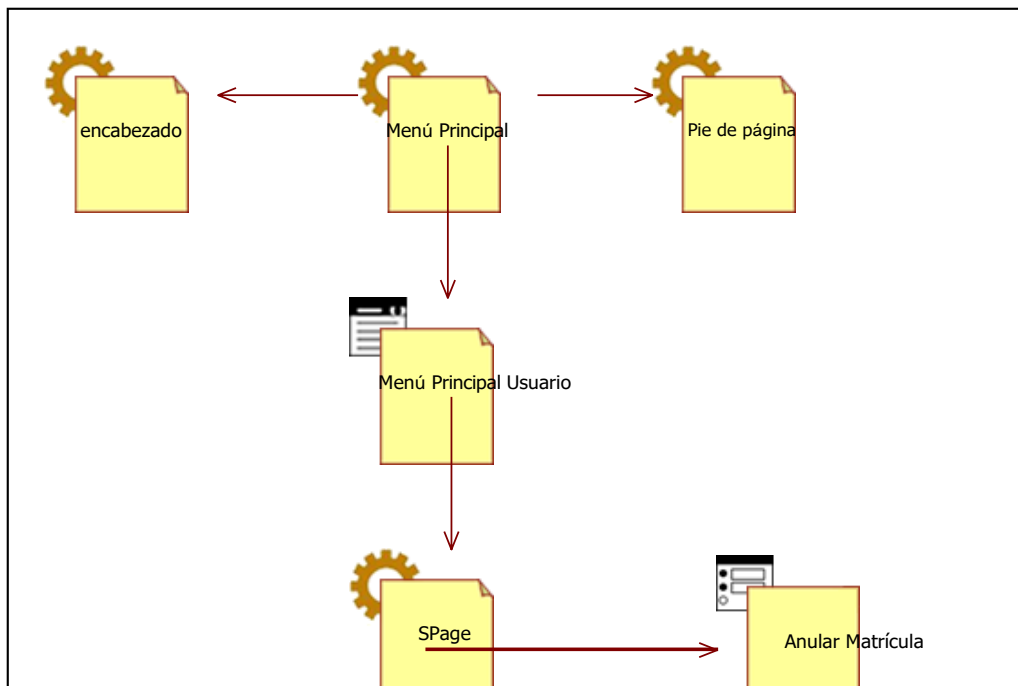 encabezado
Menú Principal
Pie de página
Menú Principal Usuario
SPage
Anular Matrícula